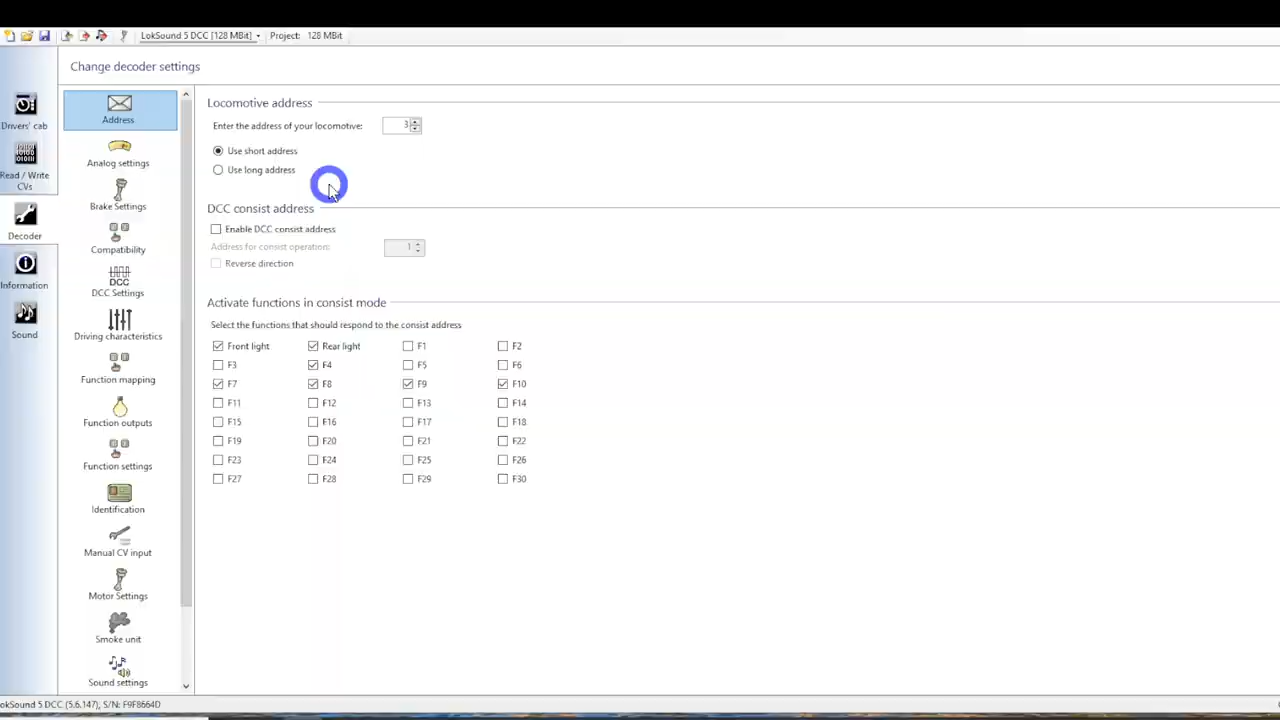 LokSound 5 DCC [128 MBit] Project: 128 MBit
Change decoder settings
Drivers' cab
Read / Write CVs
Decoder
Information
Sound
Address
Analog settings
Brake Settings
Compatibility
DCC
DCC Settings
Driving characteristics
Function mapping
Function outputs
Function settings
Identification
Manual CV input
Motor Settings
Smoke unit
Sound settings
Locomotive address
Enter the address of your locomotive: 3
Use short address
Use long address
DCC consist address
Enable DCC consist address
Address for consist operation: 1
Reverse direction
Activate functions in consist mode
Select the functions that should respond to the consist address
Front light Rear light F1 F2
F3 F4 F5 F6
F7 F8 F9 F10
F11 F12 F13 F14
F15 F16 F17 F18
F19 F20 F21 F22
F23 F24 F25 F26
F27 F28 F29 F30
okSound 5 DCC (5.6.147), S/N: F9F8664D